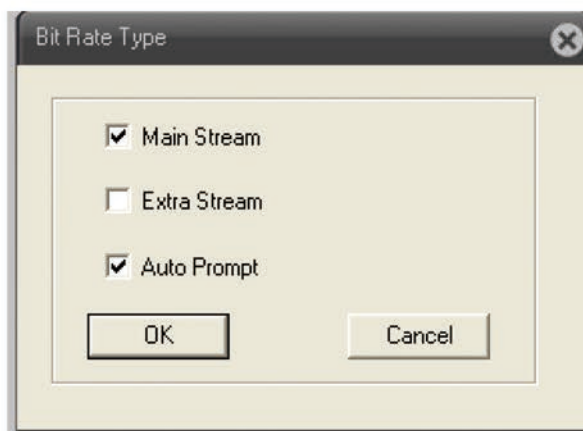 Bit Rate Type
Main Stream
Extra Stream
Auto Prompt
OK Cancel